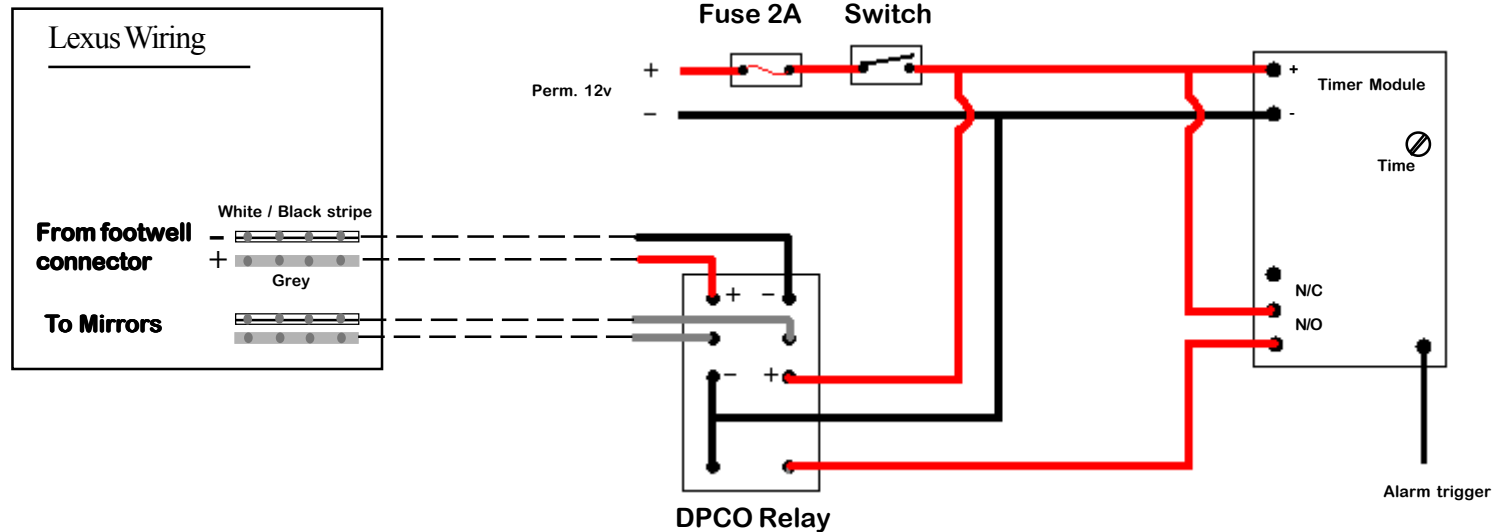 Lexus Wiring
Fuse 2A
Switch
+
Perm. 12v
−
+
Timer Module
-
Time
White / Black stripe
From footwell
connector
−
+
Grey
To Mirrors
+ −
− +
N/C
N/O
Alarm trigger
DPCO Relay